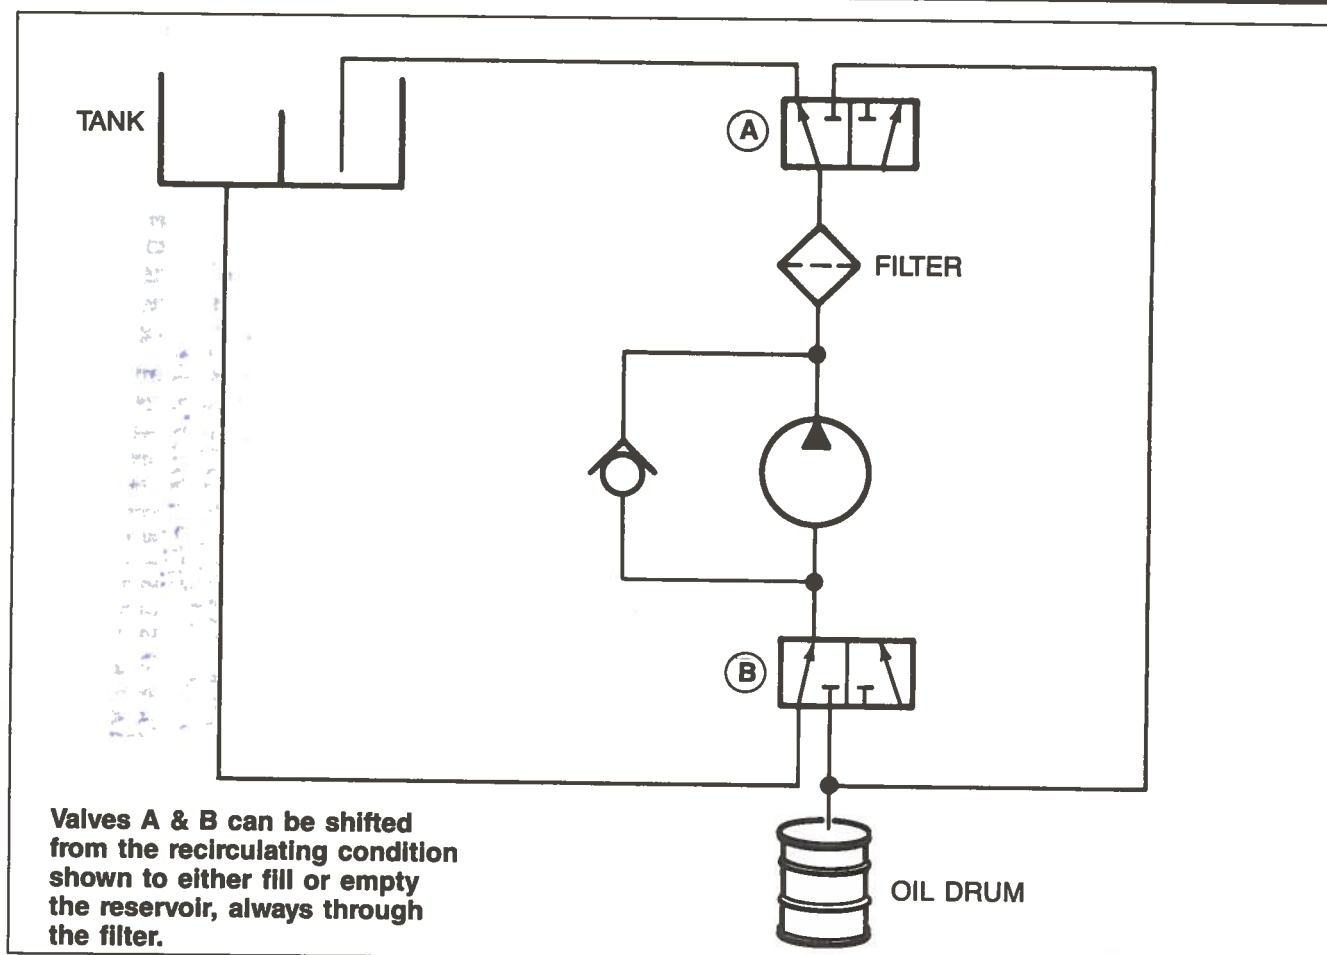 TANK
A
FILTER
B
Valves A & B can be shifted
from the recirculating condition
shown to either fill or empty
the reservoir, always through
the filter.
OIL DRUM